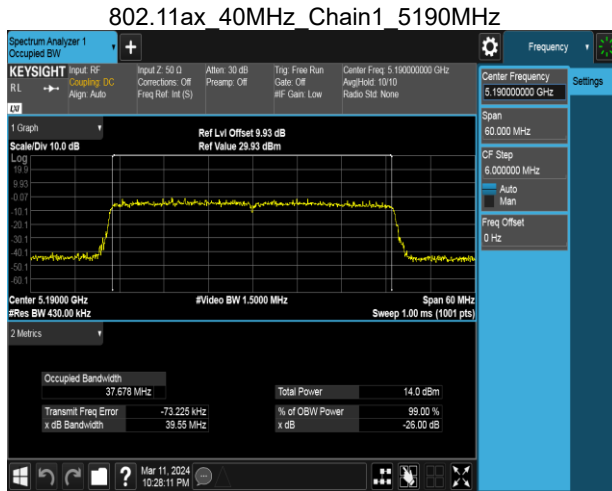 802.11ax_40MHz_Chain1_5190MHz
Spectrum Analyzer 1
Occupied BW
+
Frequency
KEYSIGHT
RL
LXI
Input: RF
Coupling: DC
Align: Auto
Input Z: 50 Ω
Corrections: Off
Freq Ref: Int (S)
Atten: 30 dB
Preamp: Off
Trig: Free Run
Gate: Off
#IF Gain: Low
Center Freq: 5.190000000 GHz
Avg|Hold: 10/10
Radio Std: None
Center Frequency
5.190000000 GHz
Settings
Span
60.000 MHz
CF Step
6.000000 MHz
Auto
Man
Freq Offset
0 Hz
1 Graph
Scale/Div 10.0 dB
Ref Lvl Offset 9.93 dB
Ref Value 29.93 dBm
Log
19.9
9.93
-0.07
-10.1
-20.1
-30.1
-40.1
-50.1
-60.1
Center 5.19000 GHz
#Video BW 1.5000 MHz
Span 60 MHz
#Res BW 430.00 kHz
Sweep 1.00 ms (1001 pts)
2 Metrics
Occupied Bandwidth
37.678 MHz
Total Power 14.0 dBm
Transmit Freq Error -73.225 kHz
% of OBW Power 99.00 %
x dB Bandwidth 39.55 MHz
x dB -26.00 dB
?
Mar 11, 2024
10:28:11 PM